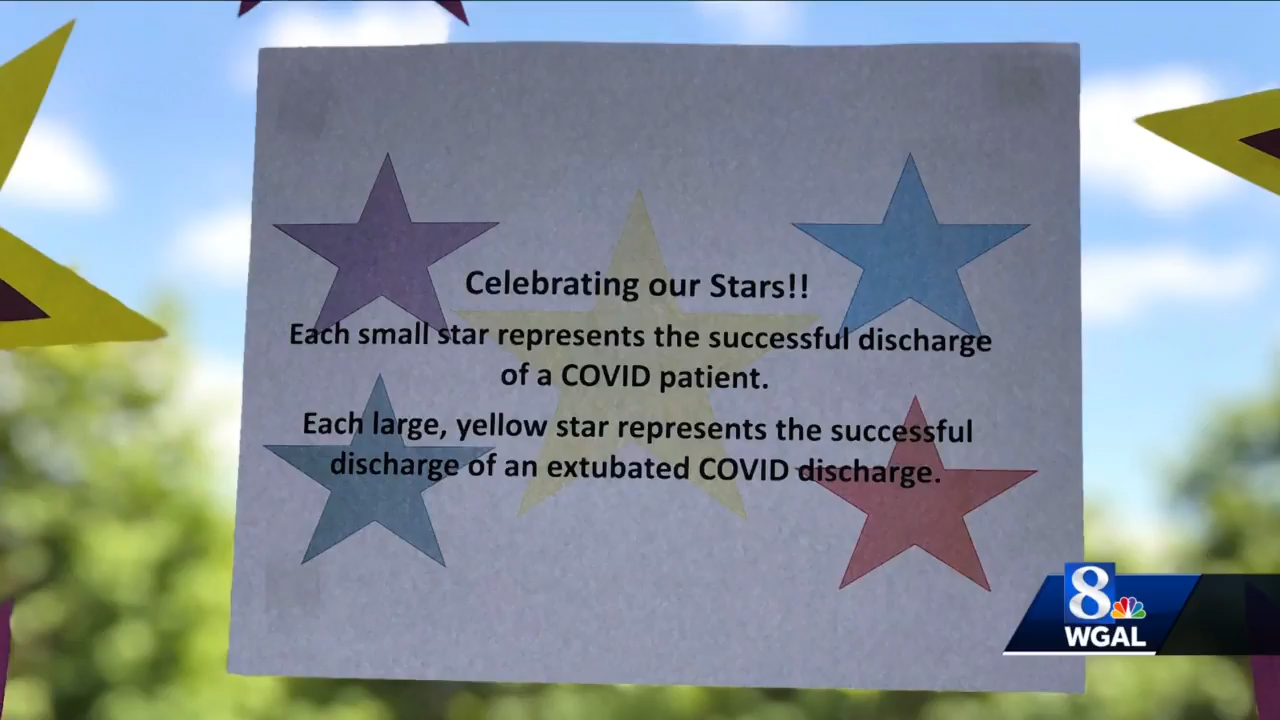 Celebrating our Stars!!
Each small star represents the successful discharge
of a COVID patient.
Each large, yellow star represents the successful
discharge of an extubated COVID discharge.
8
WGAL